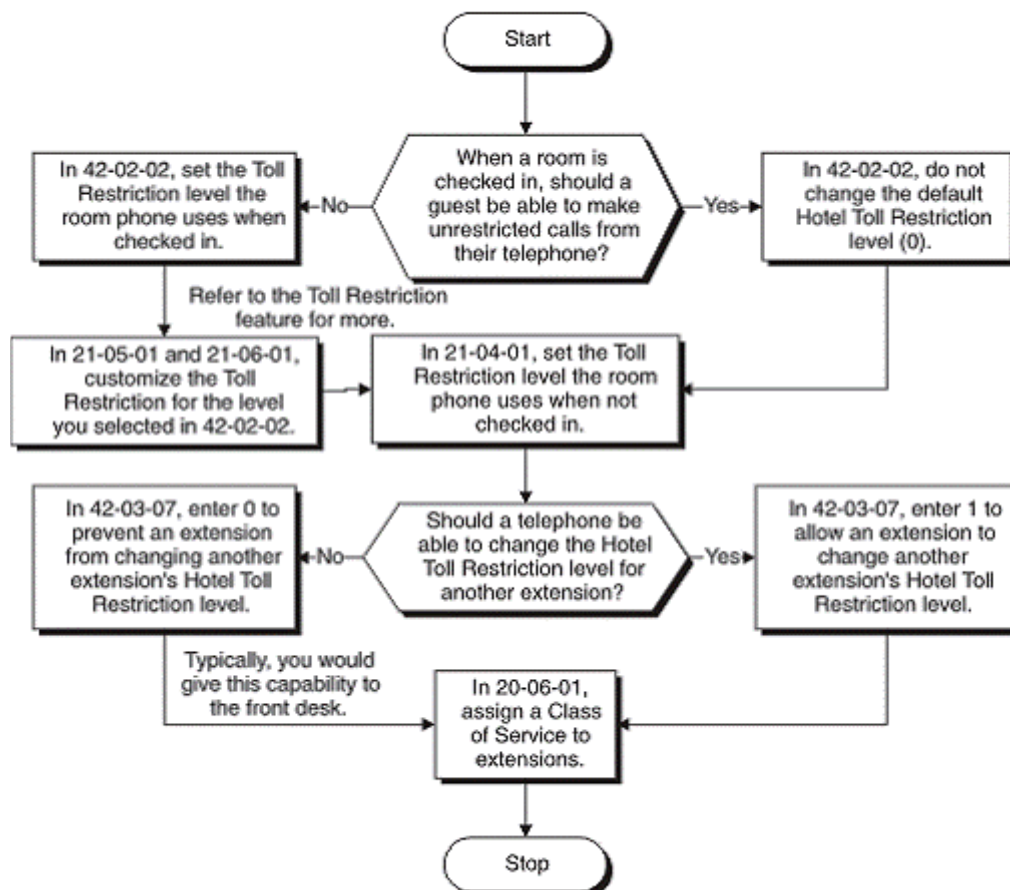 Start
When a room is
checked in, should a
guest be able to make
unrestricted calls from
their telephone?
No
Yes
In 42-02-02, set the Toll
Restriction level the
room phone uses when
checked in.
In 42-02-02, do not
change the default
Hotel Toll Restriction
level (0).
Refer to the Toll Restriction
feature for more.
In 21-05-01 and 21-06-01,
customize the Toll
Restriction for the level
you selected in 42-02-02.
In 21-04-01, set the Toll
Restriction level the room
phone uses when not
checked in.
Should a telephone be
able to change the Hotel
Toll Restriction level for
another extension?
No
Yes
In 42-03-07, enter 0 to
prevent an extension
from changing another
extension's Hotel Toll
Restriction level.
In 42-03-07, enter 1 to
allow an extension to
change another
extension's Hotel Toll
Restriction level.
Typically, you would
give this capability to
the front desk.
In 20-06-01,
assign a Class
of Service to
extensions.
Stop